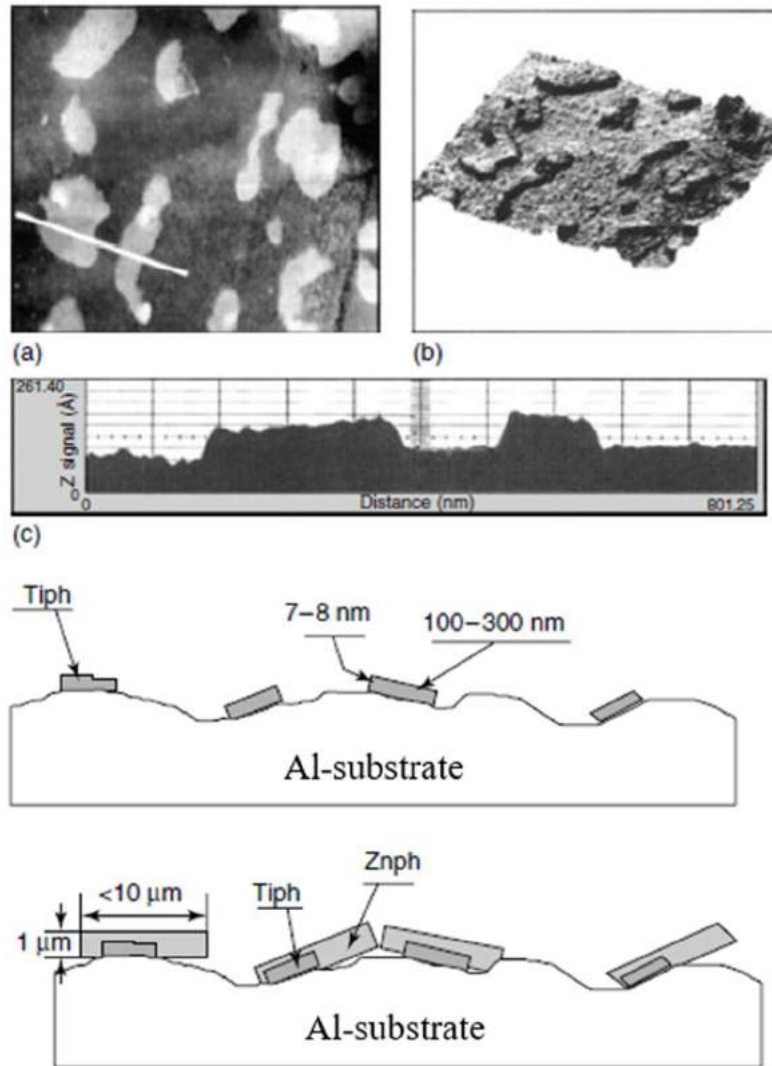 (a)
(b)
261.40
Z signal (Å)
0
0
Distance (nm)
801.25
(c)
Tiph
7–8 nm
100–300 nm
Al-substrate
<10 μm
1 μm
Tiph
Znph
Al-substrate